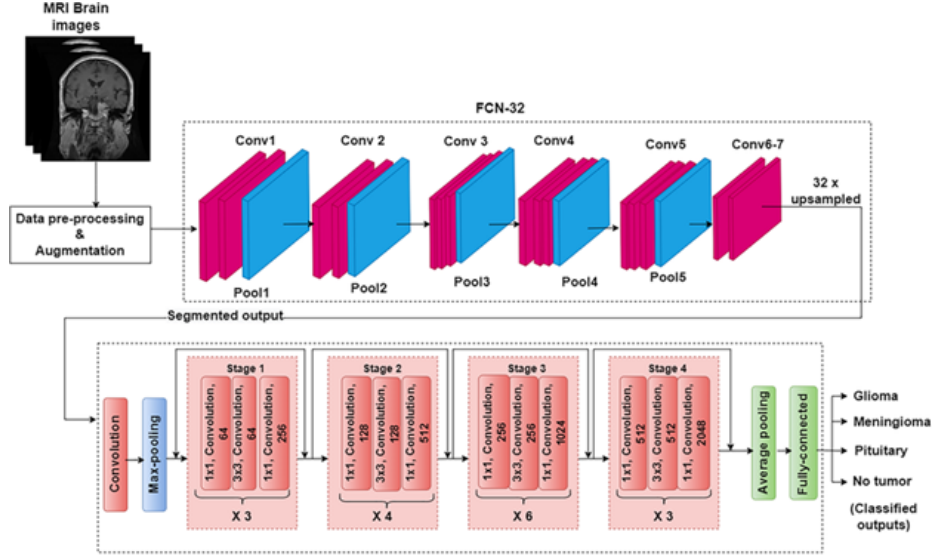 MRI Brain
images
FCN-32
Conv1
Conv 2
Conv 3
Conv4
Conv5
Conv6-7
32 x
upsampled
Data pre-processing
&
Augmentation
Pool1
Pool2
Pool3
Pool4
Pool5
Segmented output
Convolution
Max-pooling
Stage 1
1x1, Convolution,
64
3x3, Convolution,
64
1x1, Convolution,
256
X 3
Stage 2
1x1, Convolution,
128
3x3, Convolution,
128
1x1, Convolution,
512
X 4
Stage 3
1x1, Convolution,
256
3x3, Convolution,
256
1x1, Convolution,
1024
X 6
Stage 4
1x1, Convolution,
512
3x3, Convolution,
512
1x1, Convolution,
2048
X 3
Average pooling
Fully-connected
Glioma
Meningioma
Pituitary
No tumor
(Classified
outputs)